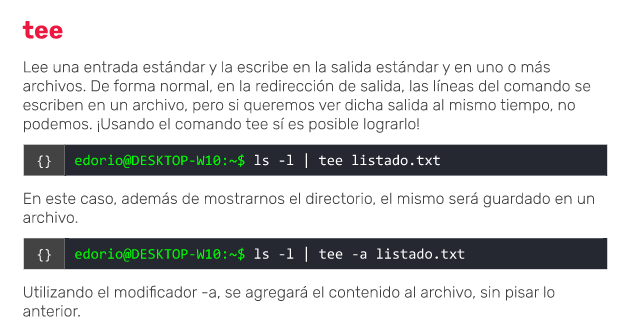 tee
Lee una entrada estándar y la escribe en la salida estándar y en uno o más
archivos. De forma normal, en la redirección de salida, las líneas del comando se
escriben en un archivo, pero si queremos ver dicha salida al mismo tiempo, no
podemos. ¡Usando el comando tee sí es posible lograrlo!
{} edorio@DESKTOP-W10:~$ ls -l | tee listado.txt
En este caso, además de mostrarnos el directorio, el mismo será guardado en un
archivo.
{} edorio@DESKTOP-W10:~$ ls -l | tee -a listado.txt
Utilizando el modificador -a, se agregará el contenido al archivo, sin pisar lo
anterior.